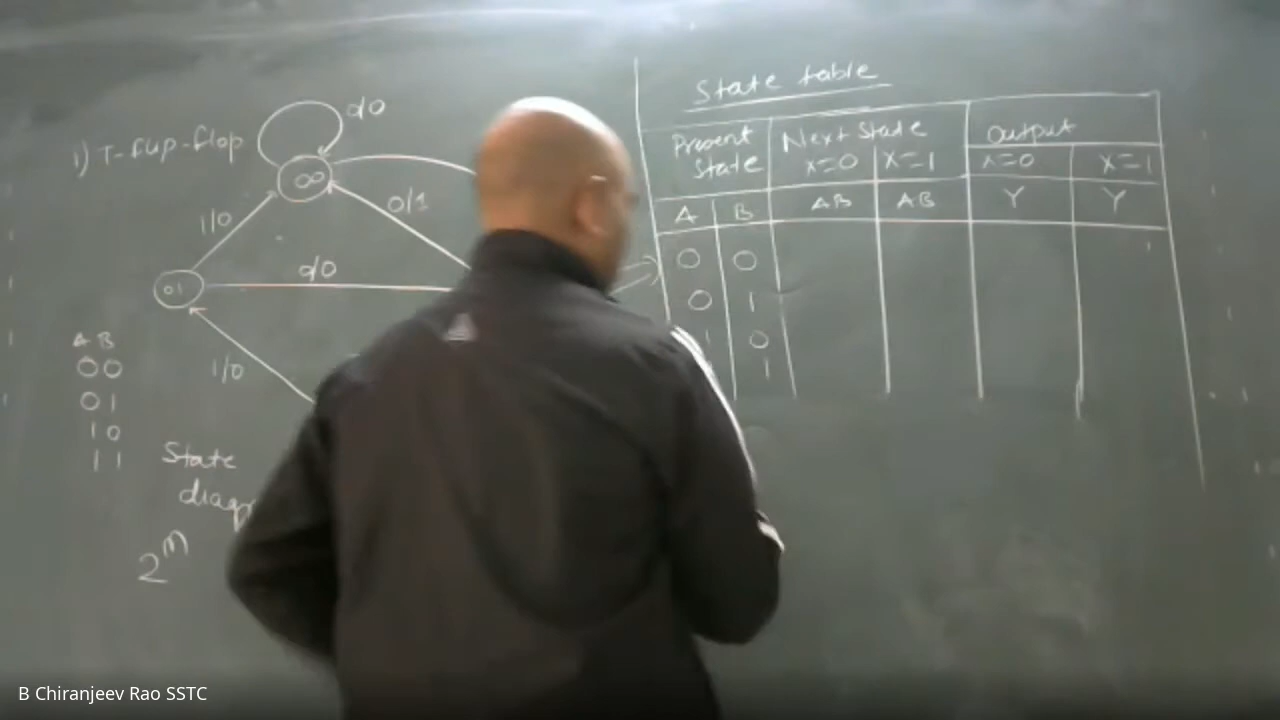 1) T-flip-flop
0/0
00
1/0
0/1
01
0/0
1/0
A B
0 0
0 1
1 0
1 1
State
2^m
State table
Present State
Next State
Output
x=0
x=1
x=0
x=1
A
B
AB
AB
Y
Y
0 0
0 1
1 0
1
B Chiranjeev Rao SSTC